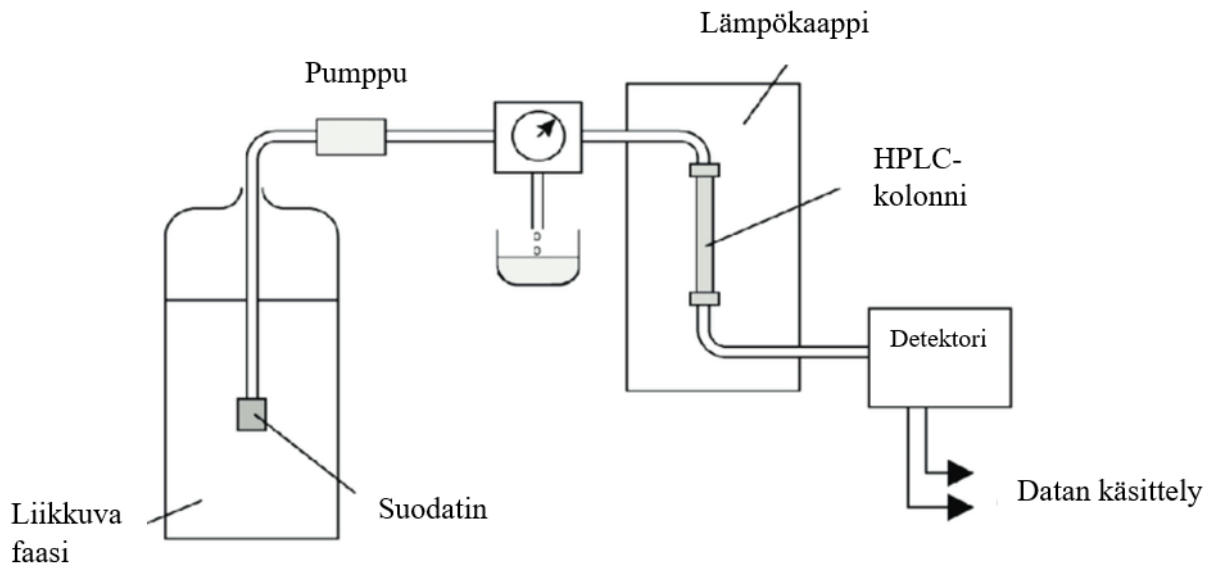 Lämpökaappi
Pumppu
HPLC-
kolonni
Detektori
Datan käsittely
Suodatin
Liikkuva
faasi